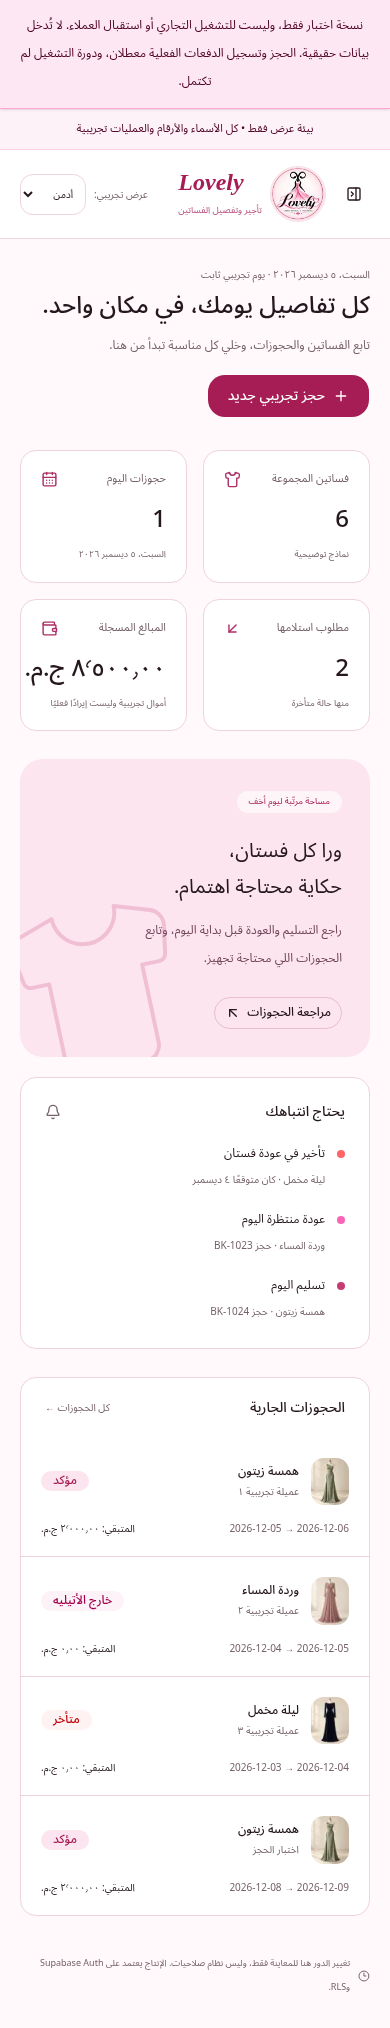 نسخة اختبار فقط، وليست للتشغيل التجاري أو استقبال العملاء. لا تُدخل
بيانات حقيقية. الحجز وتسجيل الدفعات الفعلية معطلان، ودورة التشغيل لم
تكتمل.
بيئة عرض فقط • كل الأسماء والأرقام والعمليات تجريبية
Lovely
Lovely
تأجير وتفصيل الفساتين
عرض تجريبي:
أدمن
السبت، ٥ ديسمبر ٢٠٢٦ · يوم تجريبي ثابت
كل تفاصيل يومك، في مكان واحد.
تابع الفساتين والحجوزات، وخلي كل مناسبة تبدأ من هنا.
+ حجز تجريبي جديد
فساتين المجموعة
6
نماذج توضيحية
حجوزات اليوم
1
السبت، ٥ ديسمبر ٢٠٢٦
مطلوب استلامها
2
منها حالة متأخرة
المبالغ المسجلة
٨٬٥٠٠٫٠٠ ج.م.
أموال تجريبية وليست إيرادًا فعليًا
مساحة مرتّبة ليوم أخف
ورا كل فستان،
حكاية محتاجة اهتمام.
راجع التسليم والعودة قبل بداية اليوم، وتابع
الحجوزات اللي محتاجة تجهيز.
مراجعة الحجوزات
يحتاج انتباهك
تأخير في عودة فستان
ليلة مخمل · كان متوقعًا ٤ ديسمبر
عودة منتظرة اليوم
وردة المساء · حجز BK-1023
تسليم اليوم
همسة زيتون · حجز BK-1024
الحجوزات الجارية
كل الحجوزات ←
همسة زيتون
عميلة تجريبية ١
مؤكد
2026-12-05 → 2026-12-06
المتبقي: ٢٬٠٠٠٫٠٠ ج.م.
وردة المساء
عميلة تجريبية ٢
خارج الأتيليه
2026-12-04 → 2026-12-05
المتبقي: ٠٫٠٠ ج.م.
ليلة مخمل
عميلة تجريبية ٣
متأخر
2026-12-03 → 2026-12-04
المتبقي: ٠٫٠٠ ج.م.
همسة زيتون
اختبار الحجز
مؤكد
2026-12-08 → 2026-12-09
المتبقي: ٢٬٠٠٠٫٠٠ ج.م.
تغيير الدور هنا للمعاينة فقط، وليس نظام صلاحيات. الإنتاج يعتمد على Supabase Auth
وRLS.